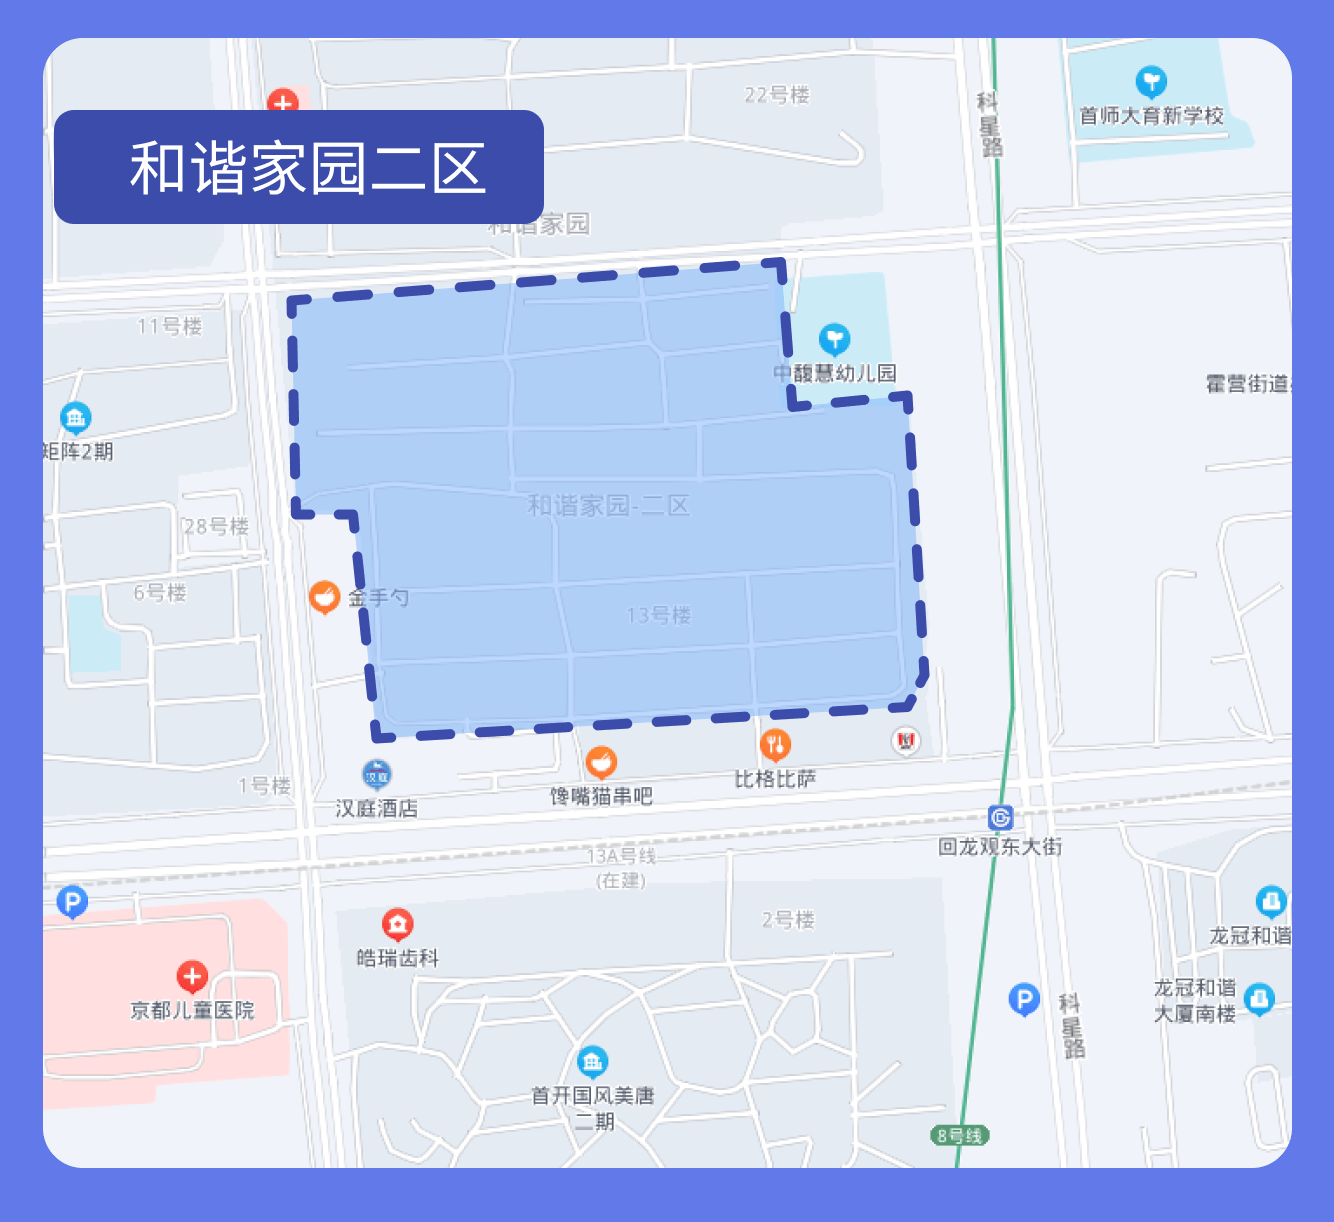 22号楼
科星路
首师大育新学校
和谐家园二区
和谐家园
11号楼
中馥慧幼儿园
霍营街道
矩阵2期
和谐家园-二区
28号楼
6号楼
金手勺
13号楼
1号楼
汉庭
汉庭酒店
馋嘴猫串吧
比格比萨
回龙观东大街
13A号线
(在建)
P
2号楼
皓瑞齿科
龙冠和谐
京都儿童医院
P
科星路
龙冠和谐
大厦南楼
首开国风美唐
二期
8号线